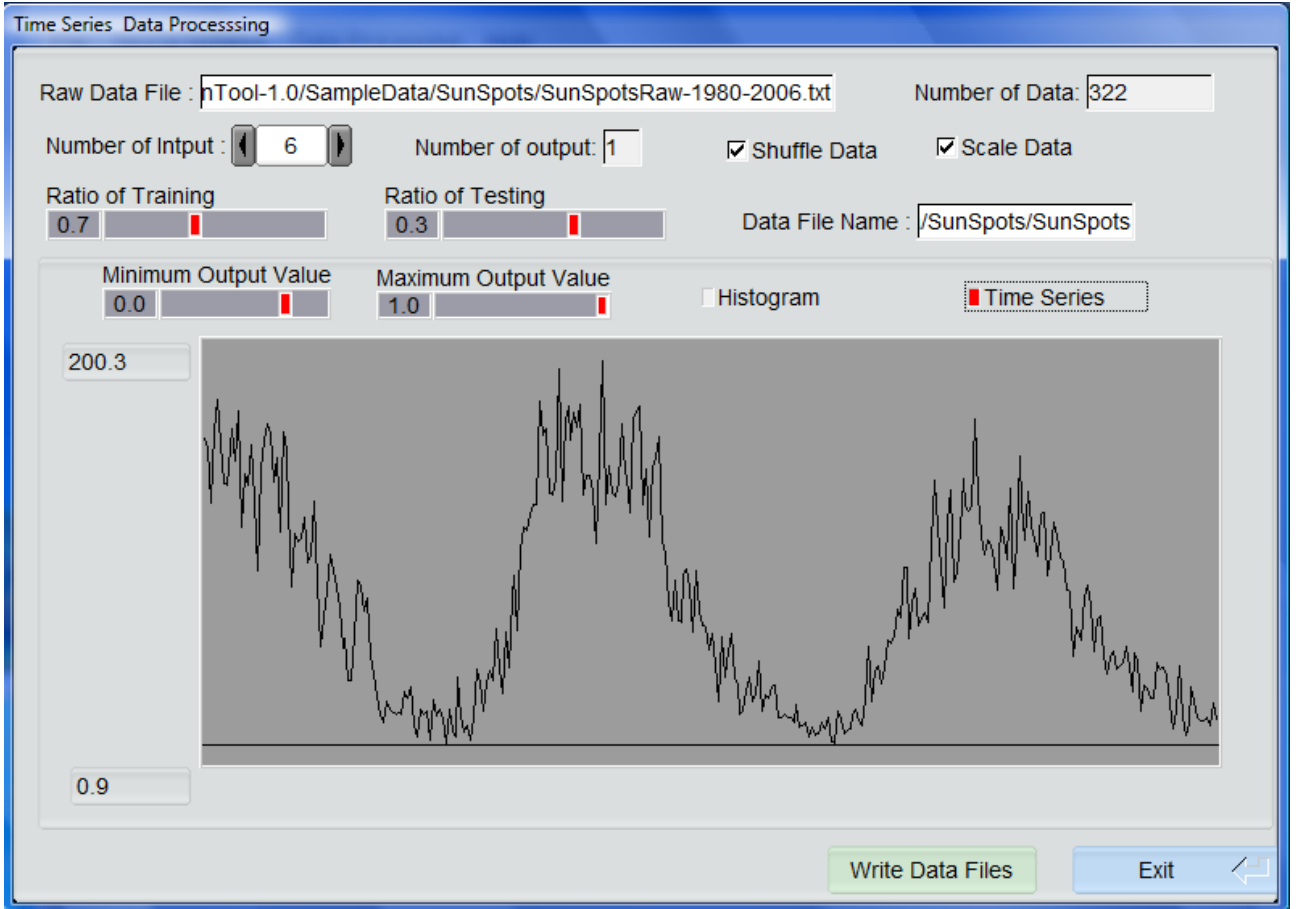 Time Series  Data Processsing
Raw Data File : nTool-1.0/SampleData/SunSpots/SunSpotsRaw-1980-2006.txt Number of Data: 322
Number of Intput : 6 Number of output: 1 Shuffle Data Scale Data
Ratio of Training Ratio of Testing
0.7 0.3 Data File Name : /SunSpots/SunSpots
Minimum Output Value Maximum Output Value
0.0 1.0 Histogram Time Series
200.3
0.9
Write Data Files Exit